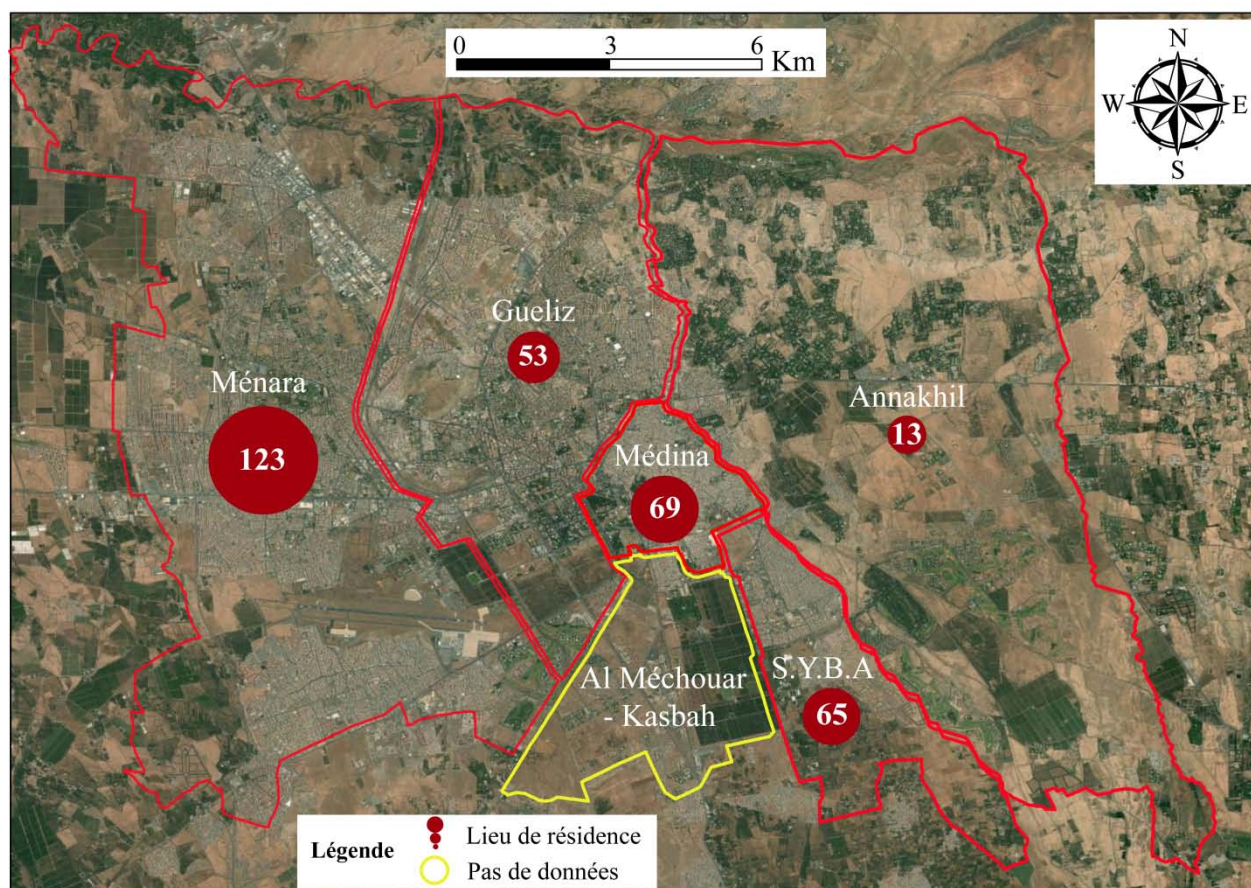 0 3 6
Km
N
W E
S
Gueliz
53
Ménara
123
Annakhil
13
Médina
69
S.Y.B.A
65
Al Méchouar
- Kasbah
Légende
Lieu de résidence
Pas de données